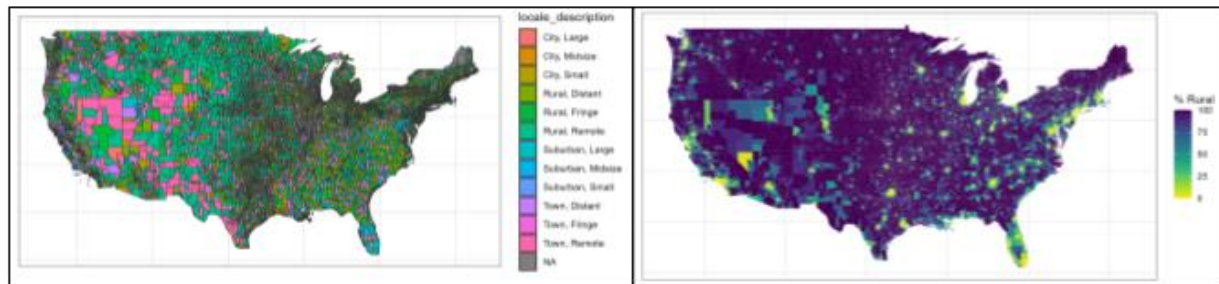 locale_description
City, Large
City, Midsize
City, Small
Rural, Distant
Rural, Fringe
Rural, Remote
Suburban, Large
Suburban, Midsize
Suburban, Small
Town, Distant
Town, Fringe
Town, Remote
NA
% Rural
100
75
50
25
0